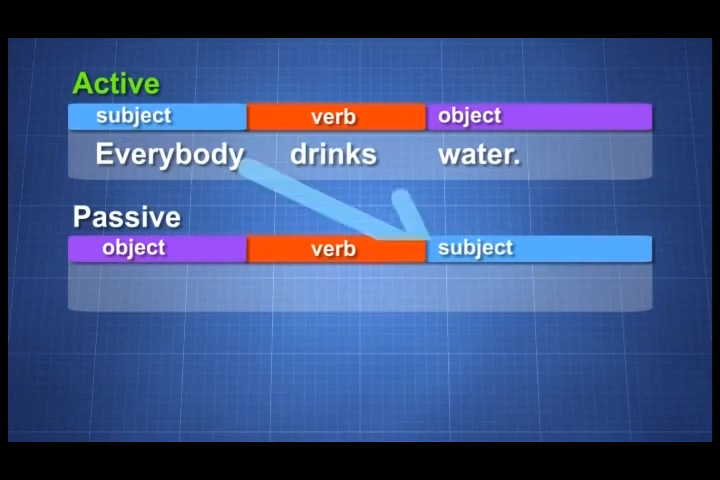 Active
subject verb object
Everybody drinks water.
Passive
object verb subject